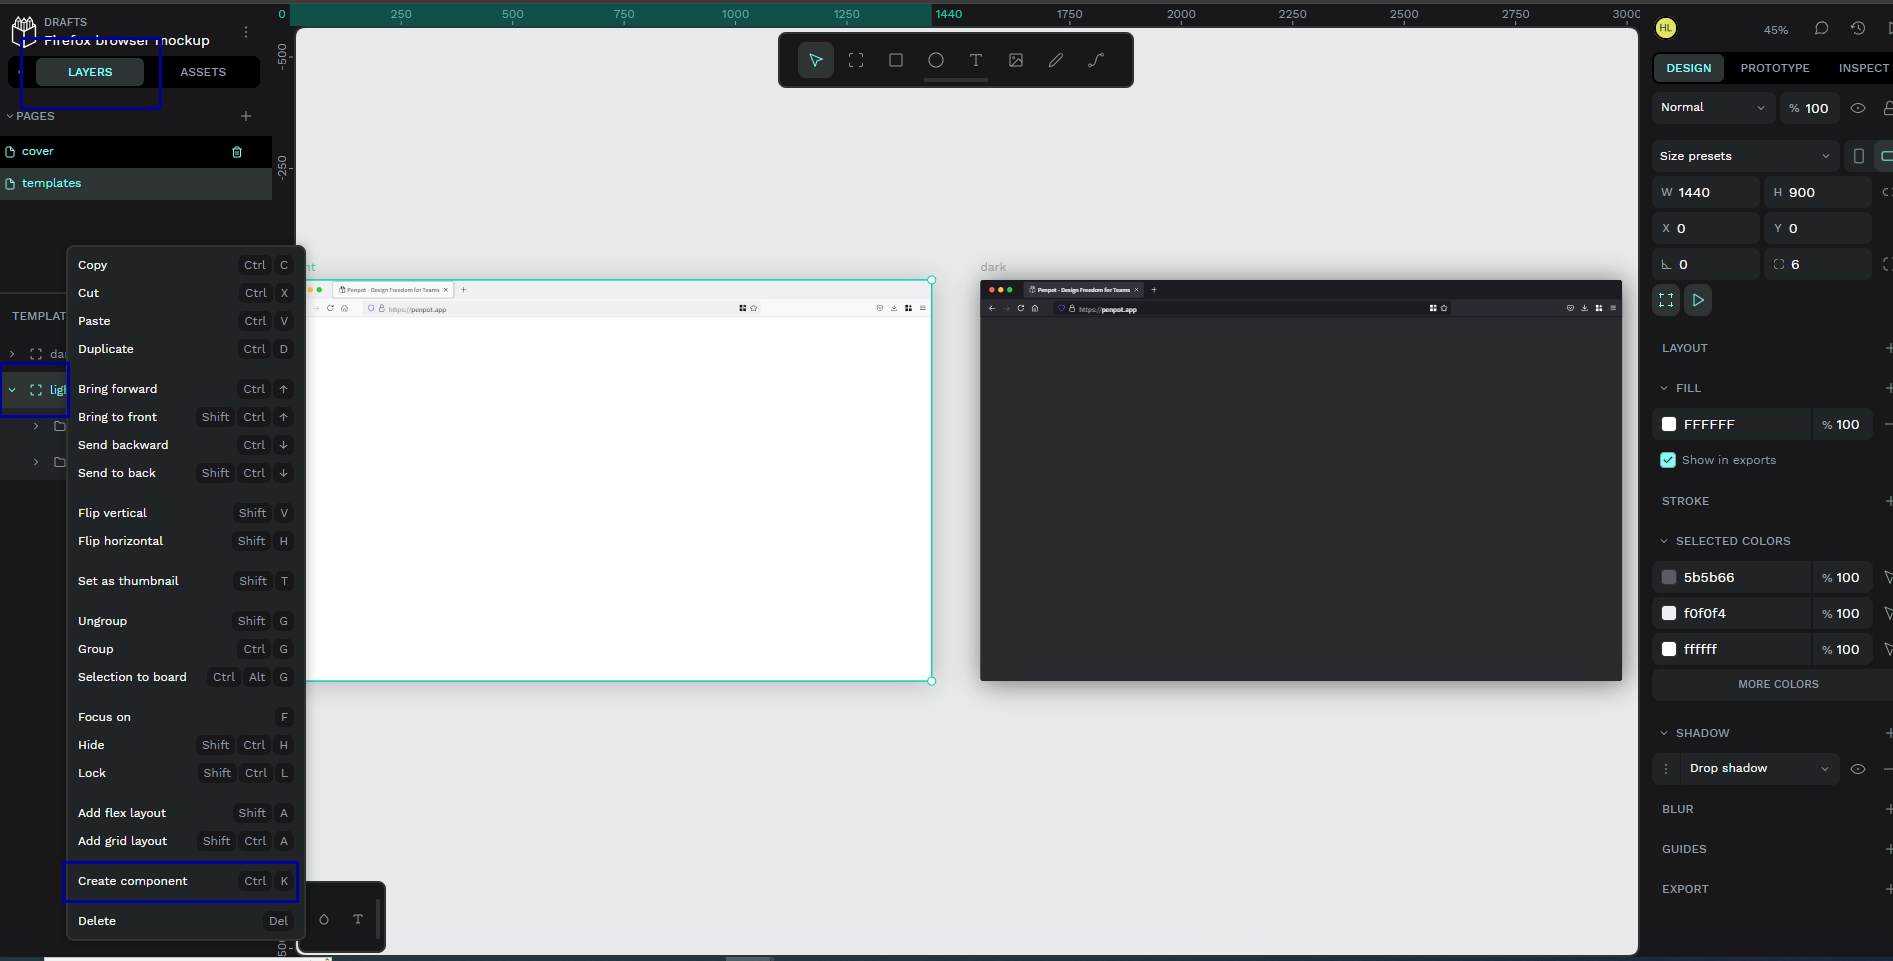 DRAFTS
Firefox browser mockup
LAYERS ASSETS
PAGES
cover
templates
0 250 500 750 1000 1250 1440 1750 2000 2250 2500 2750 3000
-500
-250
HL
45%
DESIGN PROTOTYPE INSPECT
Normal % 100
Size presets
W 1440 H 900
X 0 Y 0
0 6
LAYOUT
FILL
FFFFFF % 100
Show in exports
STROKE
SELECTED COLORS
5b5b66 % 100
f0f0f4 % 100
ffffff % 100
MORE COLORS
SHADOW
Drop shadow
BLUR
GUIDES
EXPORT
dark
Penpot - Design Freedom for Teams
https://penpot.app
Penpot - Design Freedom for Teams
https://penpot.app
Copy Ctrl C
Cut Ctrl X
Paste Ctrl V
Duplicate Ctrl D
Bring forward Ctrl ↑
Bring to front Shift Ctrl ↑
Send backward Ctrl ↓
Send to back Shift Ctrl ↓
Flip vertical Shift V
Flip horizontal Shift H
Set as thumbnail Shift T
Ungroup Shift G
Group Ctrl G
Selection to board Ctrl Alt G
Focus on F
Hide Shift Ctrl H
Lock Shift Ctrl L
Add flex layout Shift A
Add grid layout Shift Ctrl A
Create component Ctrl K
Delete Del